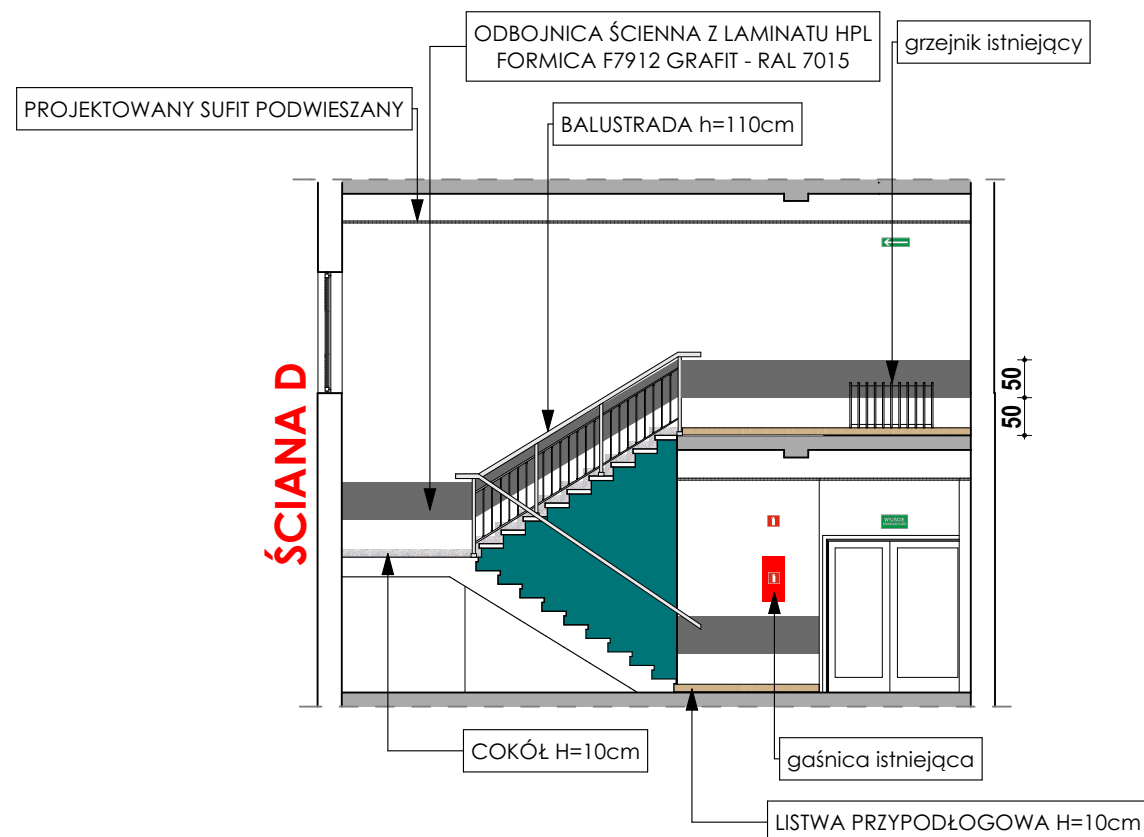 ODBOJNICA ŚCIENNA Z LAMINATU HPL
FORMICA F7912 GRAFIT - RAL 7015
grzejnik istniejący
PROJEKTOWANY SUFIT PODWIESZANY
BALUSTRADA h=110cm
ŚCIANA D
50
50
WYJŚCIE
COKÓŁ H=10cm
gaśnica istniejąca
LISTWA PRZYPODŁOGOWA H=10cm